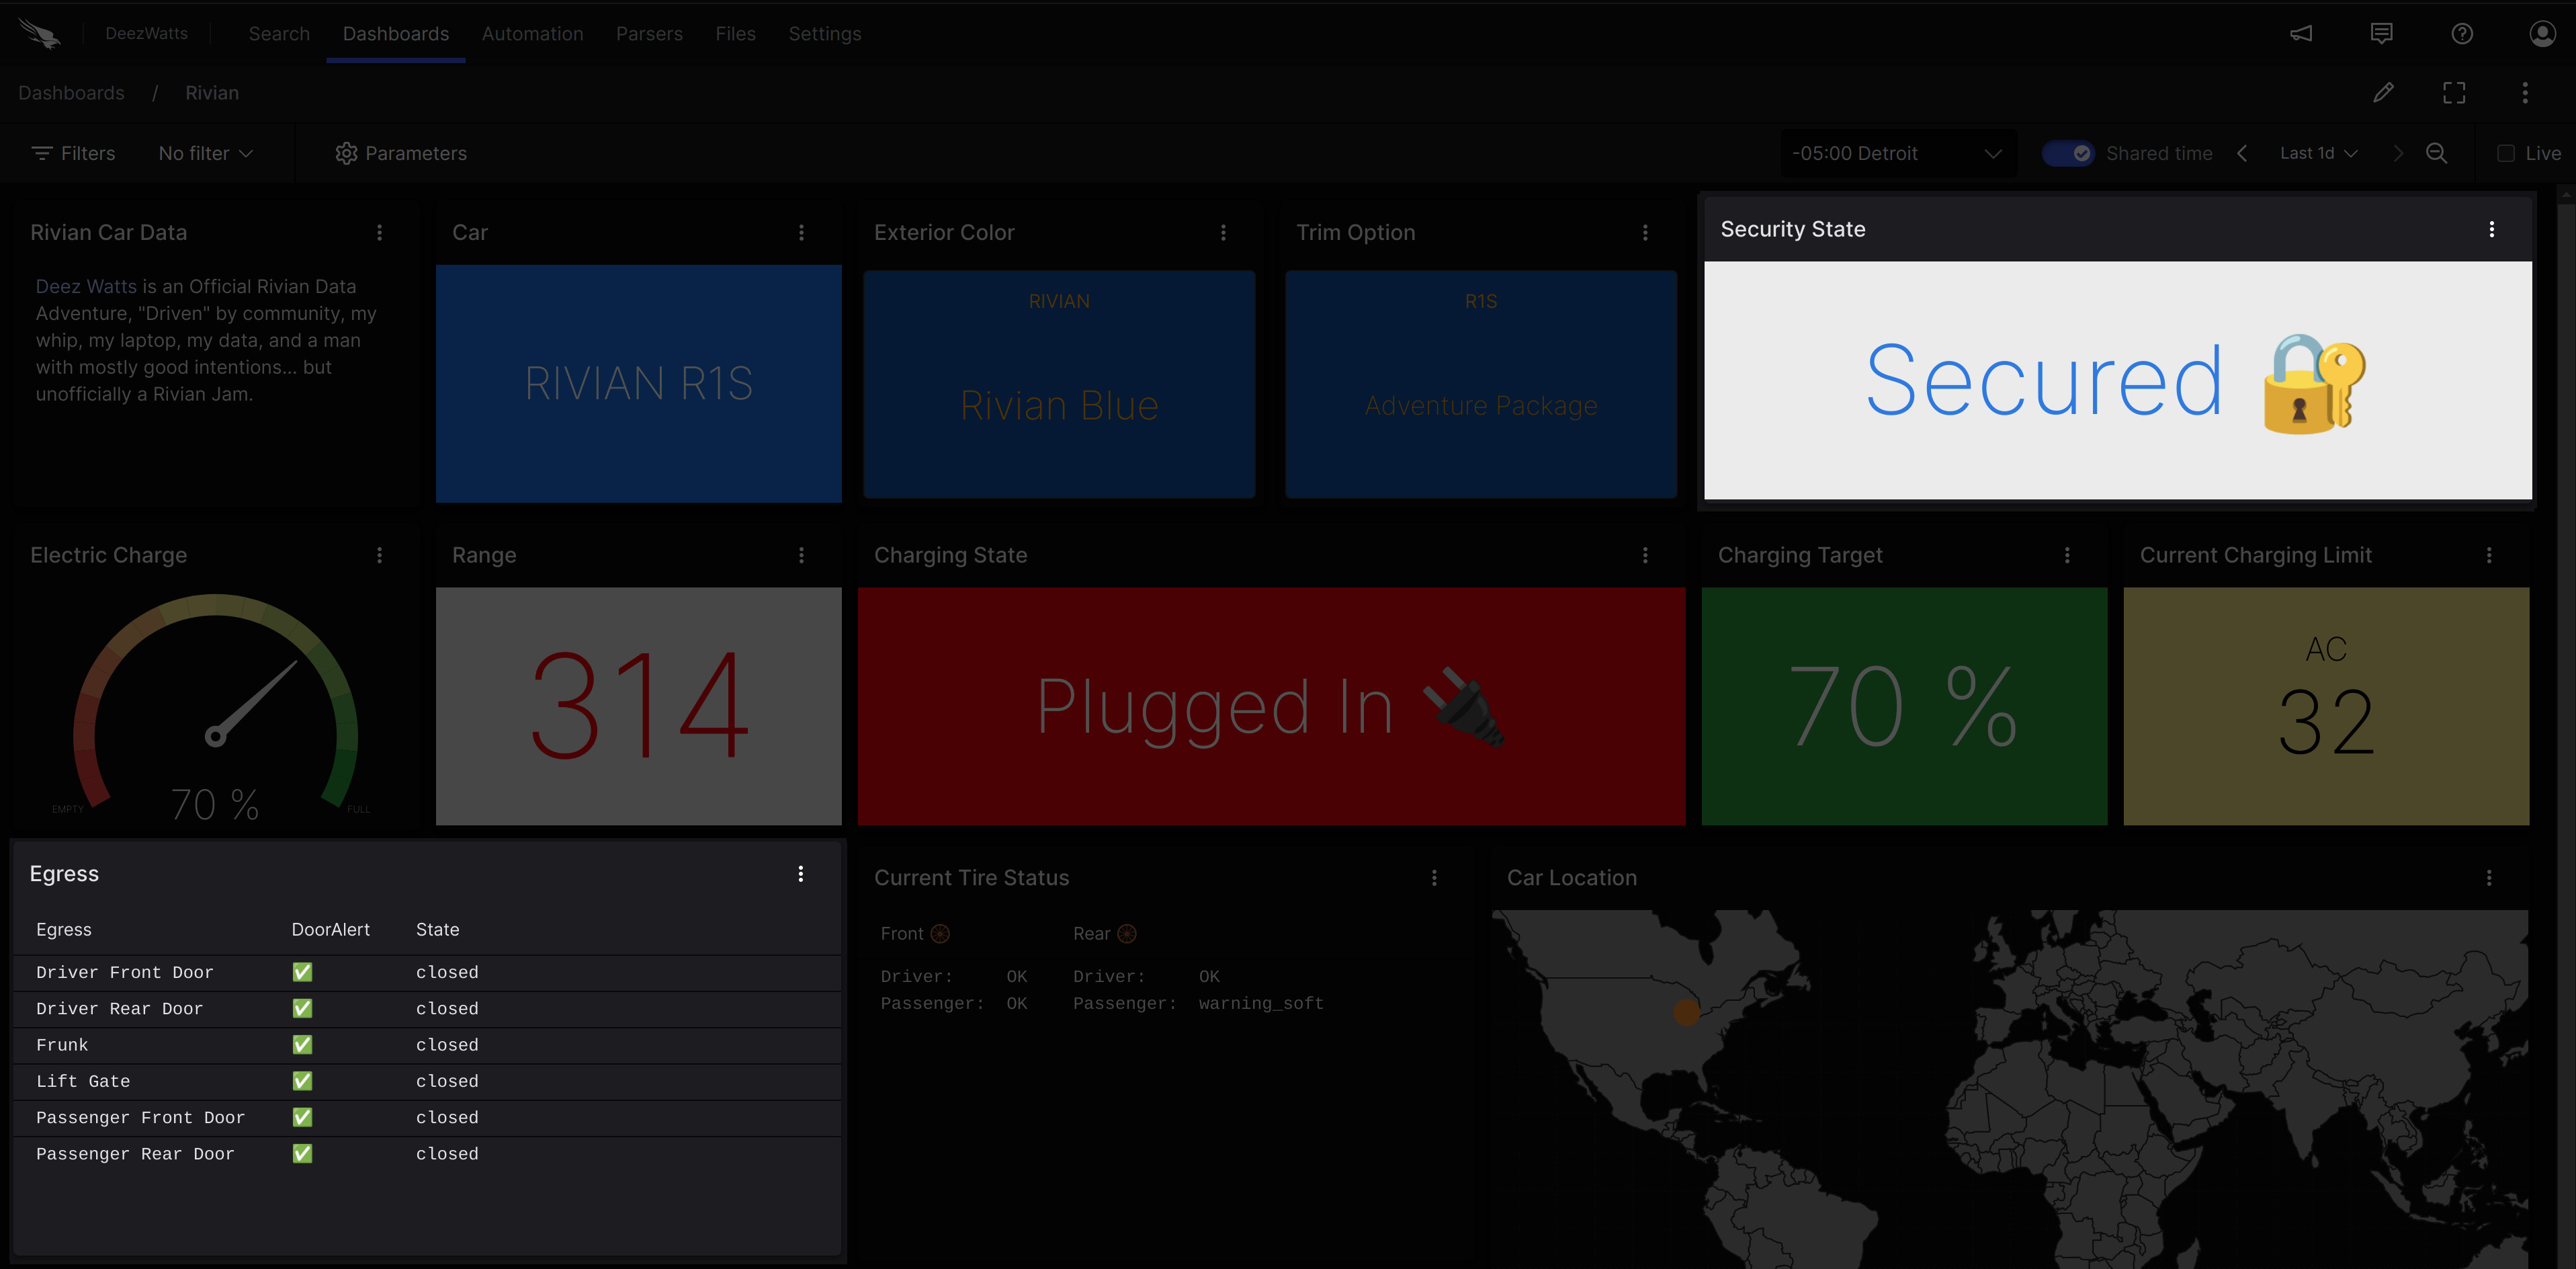 DeezWatts
Search
Dashboards
Automation
Parsers
Files
Settings
Dashboards / Rivian
Filters
No filter
Parameters
-05:00 Detroit
Shared time
Last 1d
Live
Rivian Car Data
Deez Watts is an Official Rivian Data
Adventure, "Driven" by community, my
whip, my laptop, my data, and a man
with mostly good intentions... but
unofficially a Rivian Jam.
Car
RIVIAN R1S
Exterior Color
RIVIAN
Rivian Blue
Trim Option
R1S
Adventure Package
Security State
Secured 🔐
Electric Charge
EMPTY
70 %
FULL
Range
314
Charging State
Plugged In 🔌
Charging Target
70 %
Current Charging Limit
AC
32
Egress
Egress DoorAlert State
Driver Front Door ✅ closed
Driver Rear Door ✅ closed
Frunk ✅ closed
Lift Gate ✅ closed
Passenger Front Door ✅ closed
Passenger Rear Door ✅ closed
Current Tire Status
Front Rear
Driver: OK Driver: OK
Passenger: OK Passenger: warning_soft
Car Location